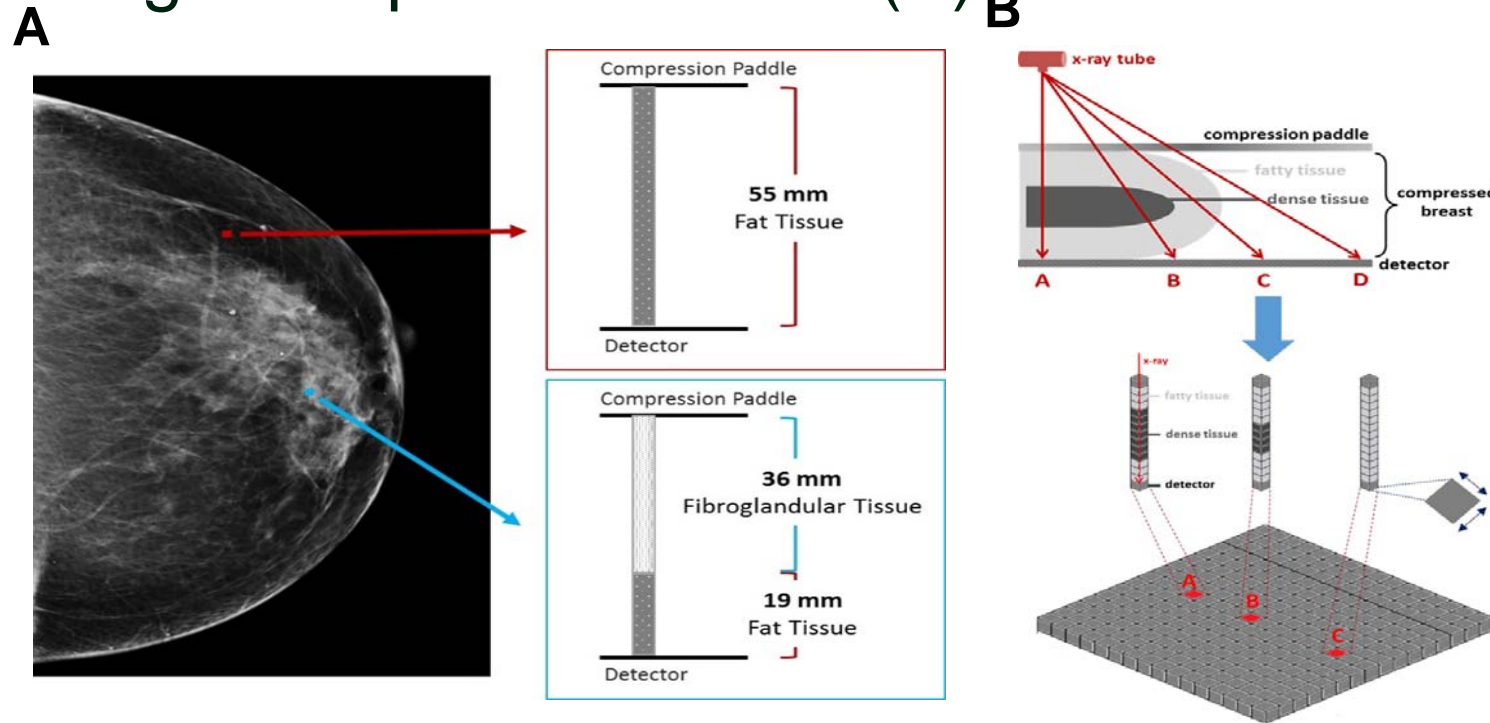 A
Compression Paddle
55 mm
Fat Tissue
Detector
Compression Paddle
36 mm
Fibroglandular Tissue
19 mm
Fat Tissue
Detector
B
x-ray tube
compression paddle
fatty tissue
dense tissue
compressed
breast
detector
A B C D
x-ray
fatty tissue
dense tissue
detector
A
B
C